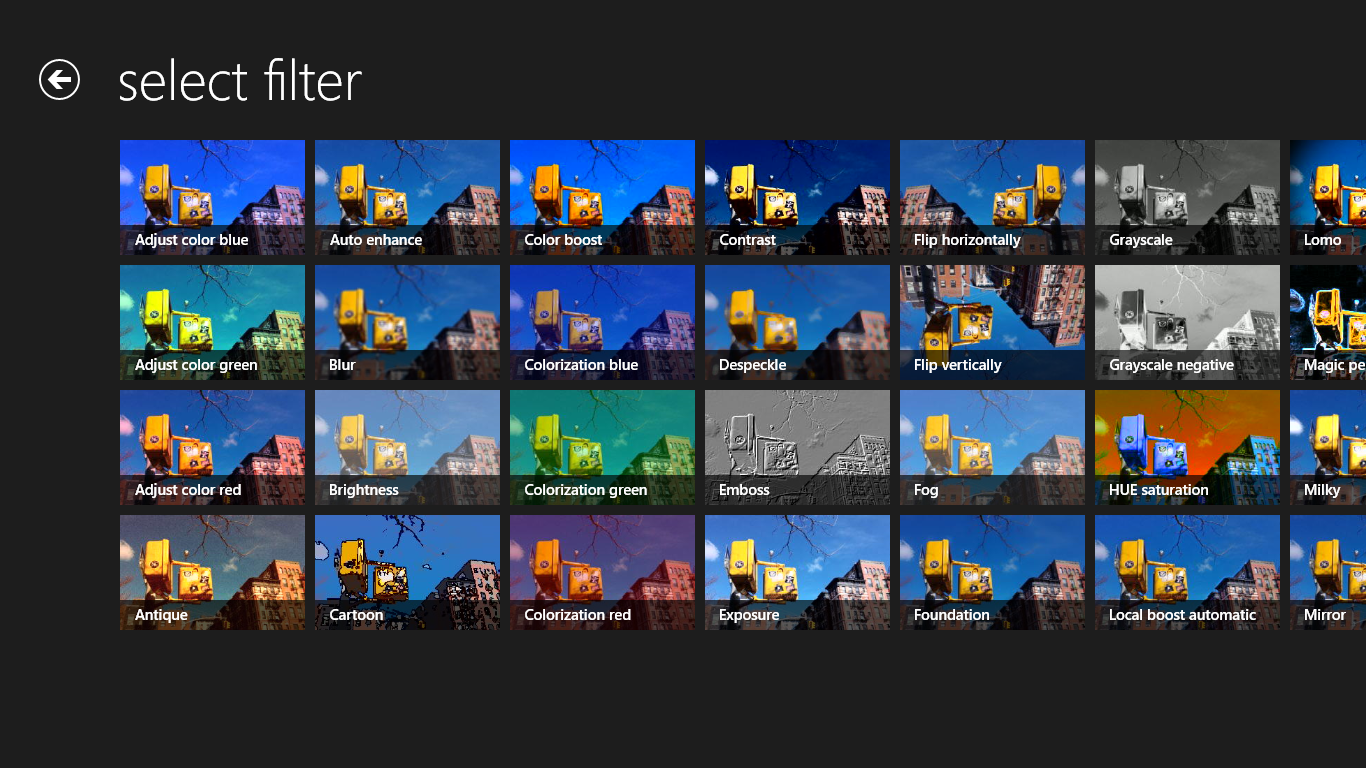 select filter
Adjust color blue
Auto enhance
Color boost
Contrast
Flip horizontally
Grayscale
Lomo
Adjust color green
Blur
Colorization blue
Despeckle
Flip vertically
Grayscale negative
Magic pe
Adjust color red
Brightness
Colorization green
Emboss
Fog
HUE saturation
Milky
Antique
Cartoon
Colorization red
Exposure
Foundation
Local boost automatic
Mirror